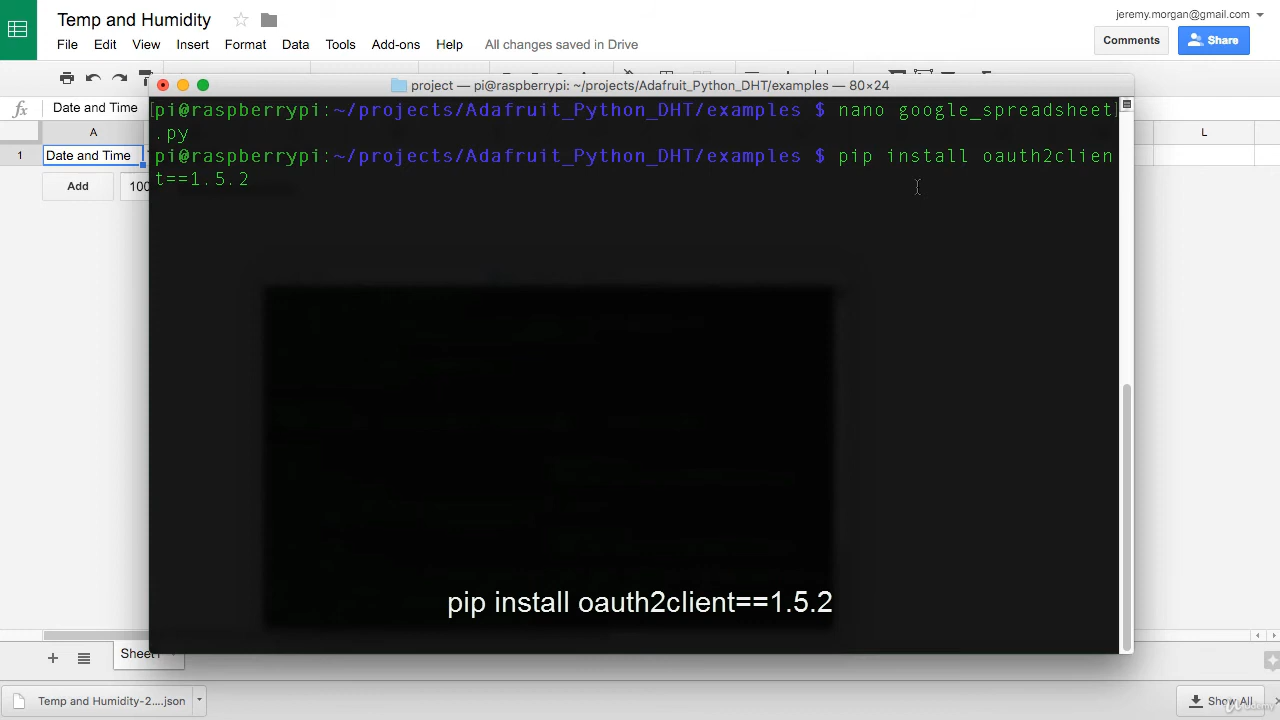 Temp and Humidity
jeremy.morgan@gmail.com
File Edit View Insert Format Data Tools Add-ons Help All changes saved in Drive
Comments
Share
project — pi@raspberrypi: ~/projects/Adafruit_Python_DHT/examples — 80×24
fx Date and Time
A
L
1 Date and Time
Add 100
pi@raspberrypi:~/projects/Adafruit_Python_DHT/examples $ nano google_spreadsheet
.py
pi@raspberrypi:~/projects/Adafruit_Python_DHT/examples $ pip install oauth2clien
t==1.5.2
pip install oauth2client==1.5.2
Sheet1
Temp and Humidity-2....json
Show All
Udemy